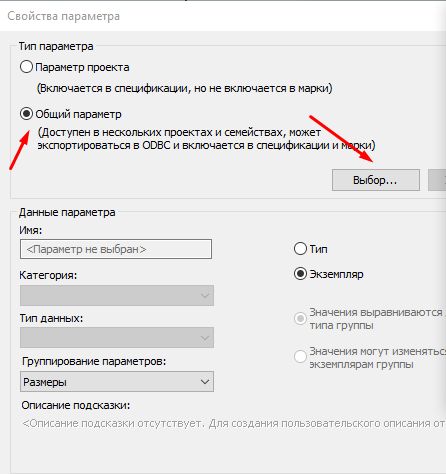 Свойства параметра
Тип параметра
Параметр проекта
(Включается в спецификации, но не включается в марки)
Общий параметр
(Доступен в нескольких проектах и семействах, может
экспортироваться в ODBC и включается в спецификации и марки)
Выбор...
Данные параметра
Имя:
<Параметр не выбран>
Тип
Категория:
Экземпляр
Тип данных:
Значения выравниваются
типа группы
Группирование параметров:
Значения могут изменяться
экземплярам группы
Размеры
Описание подсказки:
<Описание подсказки отсутствует. Для создания пользовательского описания от